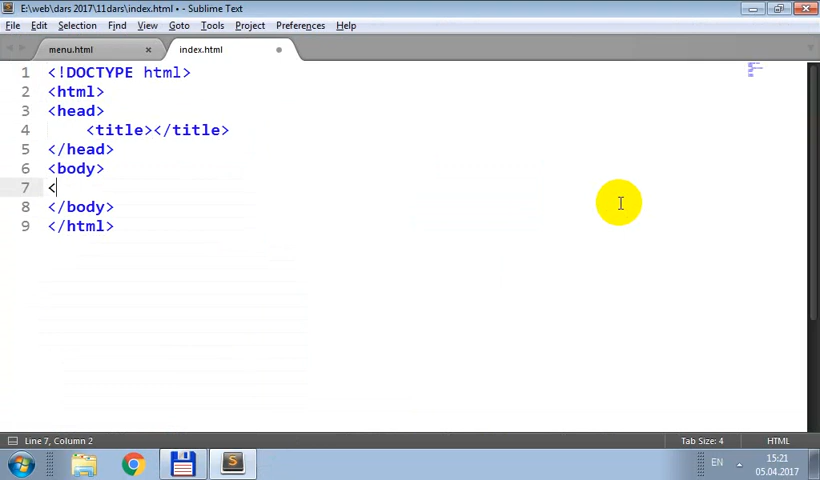 E:\web\dars 2017\11dars\index.html • - Sublime Text
File Edit Selection Find View Goto Tools Project Preferences Help
menu.html index.html
1 <!DOCTYPE html>
2 <html>
3 <head>
4 <title></title>
5 </head>
6 <body>
7 <
8 </body>
9 </html>
Line 7, Column 2 Tab Size: 4 HTML
EN 15:21
05.04.2017